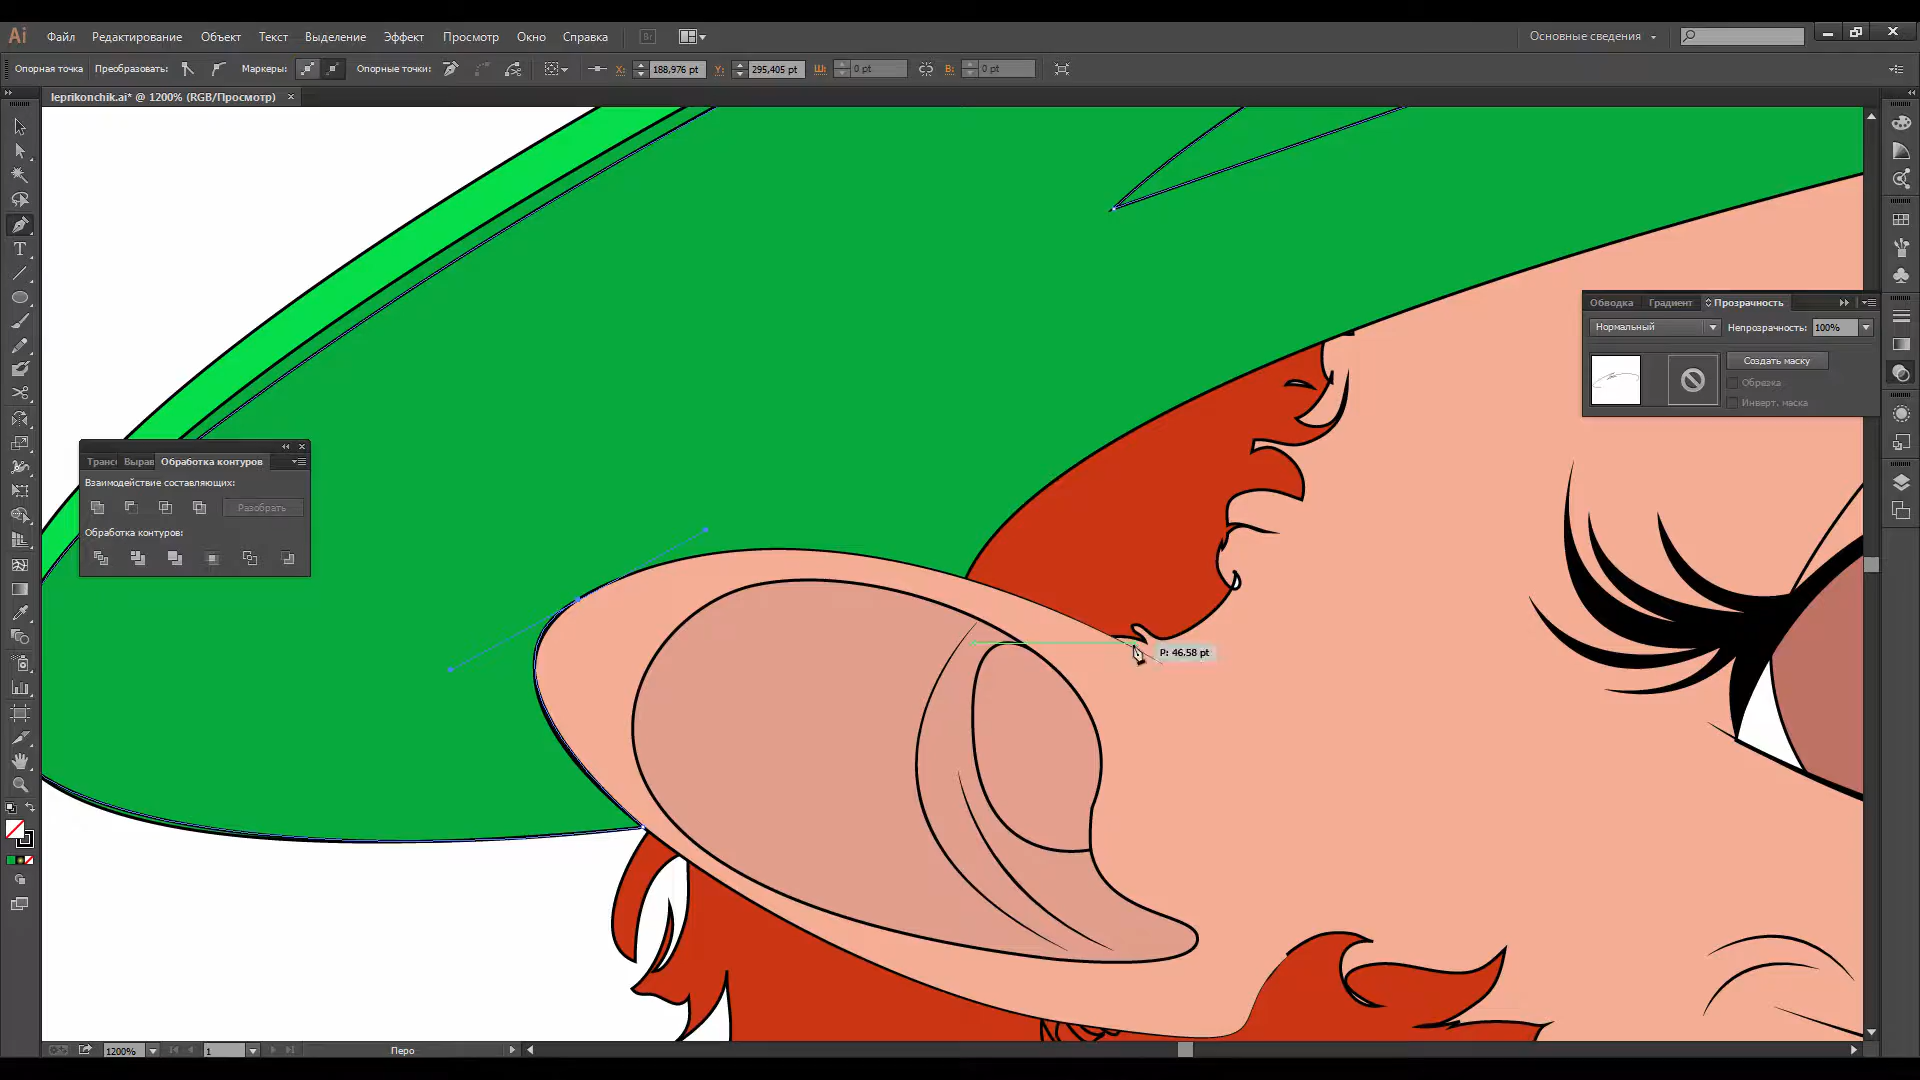 Ai Файл Редактирование Объект Текст Выделение Эффект Просмотр Окно Справка Br Основные сведения
Опорная точка Преобразовать: Маркеры: Опорные точки: X: 188,976 pt Y: 295,405 pt Ш: 0 pt В: 0 pt
leprikonchik.ai* @ 1200% (RGB/Просмотр)
Обводка Градиент Прозрачность
Нормальный Непрозрачность: 100%
Создать маску
Обрезка
Инверт. маска
Транс Вырав Обработка контуров
Взаимодействие составляющих:
Разобрать
Обработка контуров:
P: 46.58 pt
1200% 1 Перо